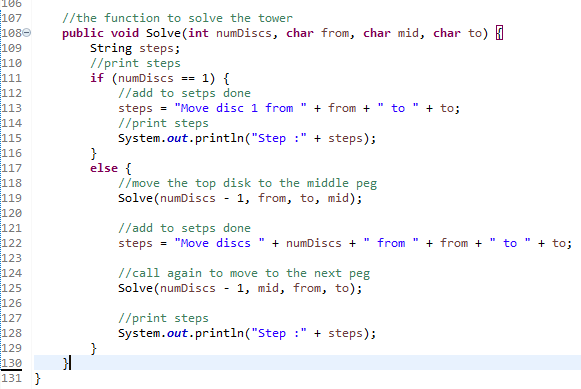 106
107 //the function to solve the tower
108 public void Solve(int numDiscs, char from, char mid, char to) {
109 String steps;
110 //print steps
111 if (numDiscs == 1) {
112 //add to setps done
113 steps = "Move disc 1 from " + from + " to " + to;
114 //print steps
115 System.out.println("Step :" + steps);
116 }
117 else {
118 //move the top disk to the middle peg
119 Solve(numDiscs - 1, from, to, mid);
120
121 //add to setps done
122 steps = "Move discs " + numDiscs + " from " + from + " to " + to;
123
124 //call again to move to the next peg
125 Solve(numDiscs - 1, mid, from, to);
126
127 //print steps
128 System.out.println("Step :" + steps);
129 }
130 }
131 }